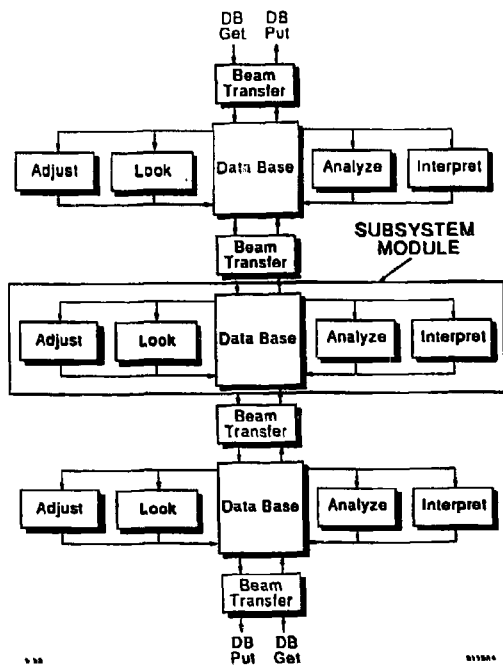 DB DB
Get Put
Beam
Transfer
Adjust Look Data Base Analyze Interpret
Beam
Transfer
SUBSYSTEM
MODULE
Adjust Look Data Base Analyze Interpret
Beam
Transfer
Adjust Look Data Base Analyze Interpret
Beam
Transfer
DB DB
Put Get